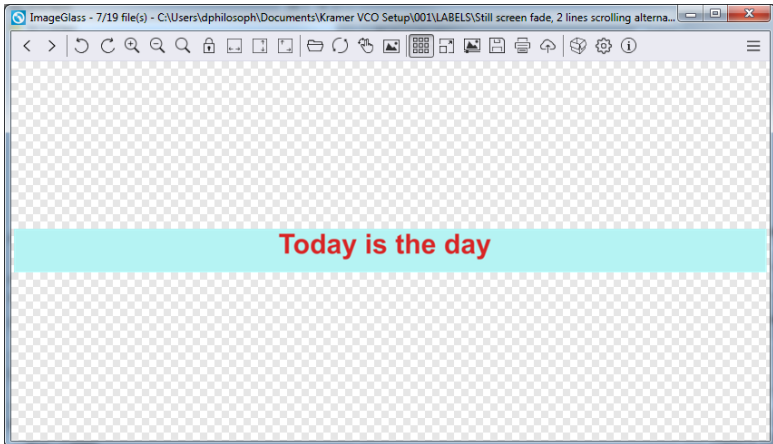 ImageGlass - 7/19 file(s) - C:\Users\dphilosoph\Documents\Kramer VCO Setup\001\LABELS\Still screen fade, 2 lines scrolling alterna...
Today is the day